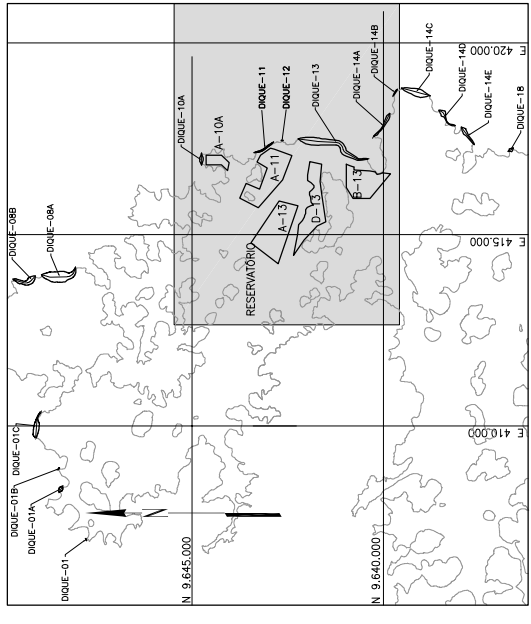 DIQUE-08B
DIQUE-08A
DIQUE-01C
DIQUE-01B
DIQUE-01A
DIQUE-01
DIQUE-10A
A-10A
DIQUE-11
DIQUE-12
DIQUE-13
DIQUE-14A
DIQUE-14B
DIQUE-14C
DIQUE-14D
DIQUE-14E
DIQUE-18
A-11
A-13
D-13
B-13
RESERVATÓRIO
E 420.000
E 415.000
E 410.000
N 9.645.000
N 9.640.000
N